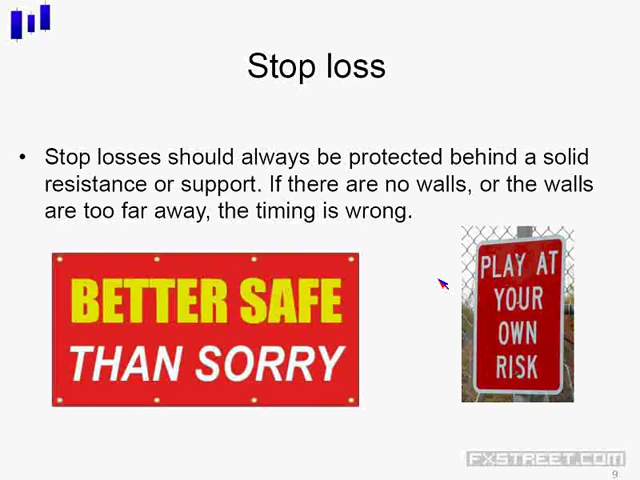 Stop loss
• Stop losses should always be protected behind a solid
resistance or support. If there are no walls, or the walls
are too far away, the timing is wrong.
BETTER SAFE
THAN SORRY
PLAY AT
YOUR
OWN
RISK
FXSTREET.COM
9